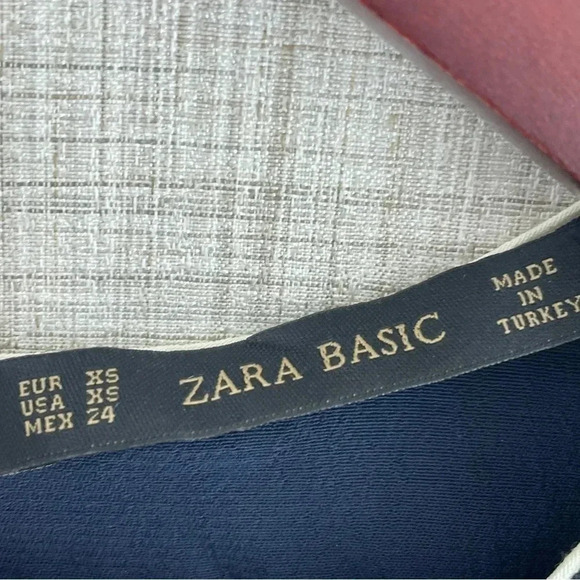 EUR XS
USA XS
MEX 24
ZARA BASIC
MADE
IN
TURKEY